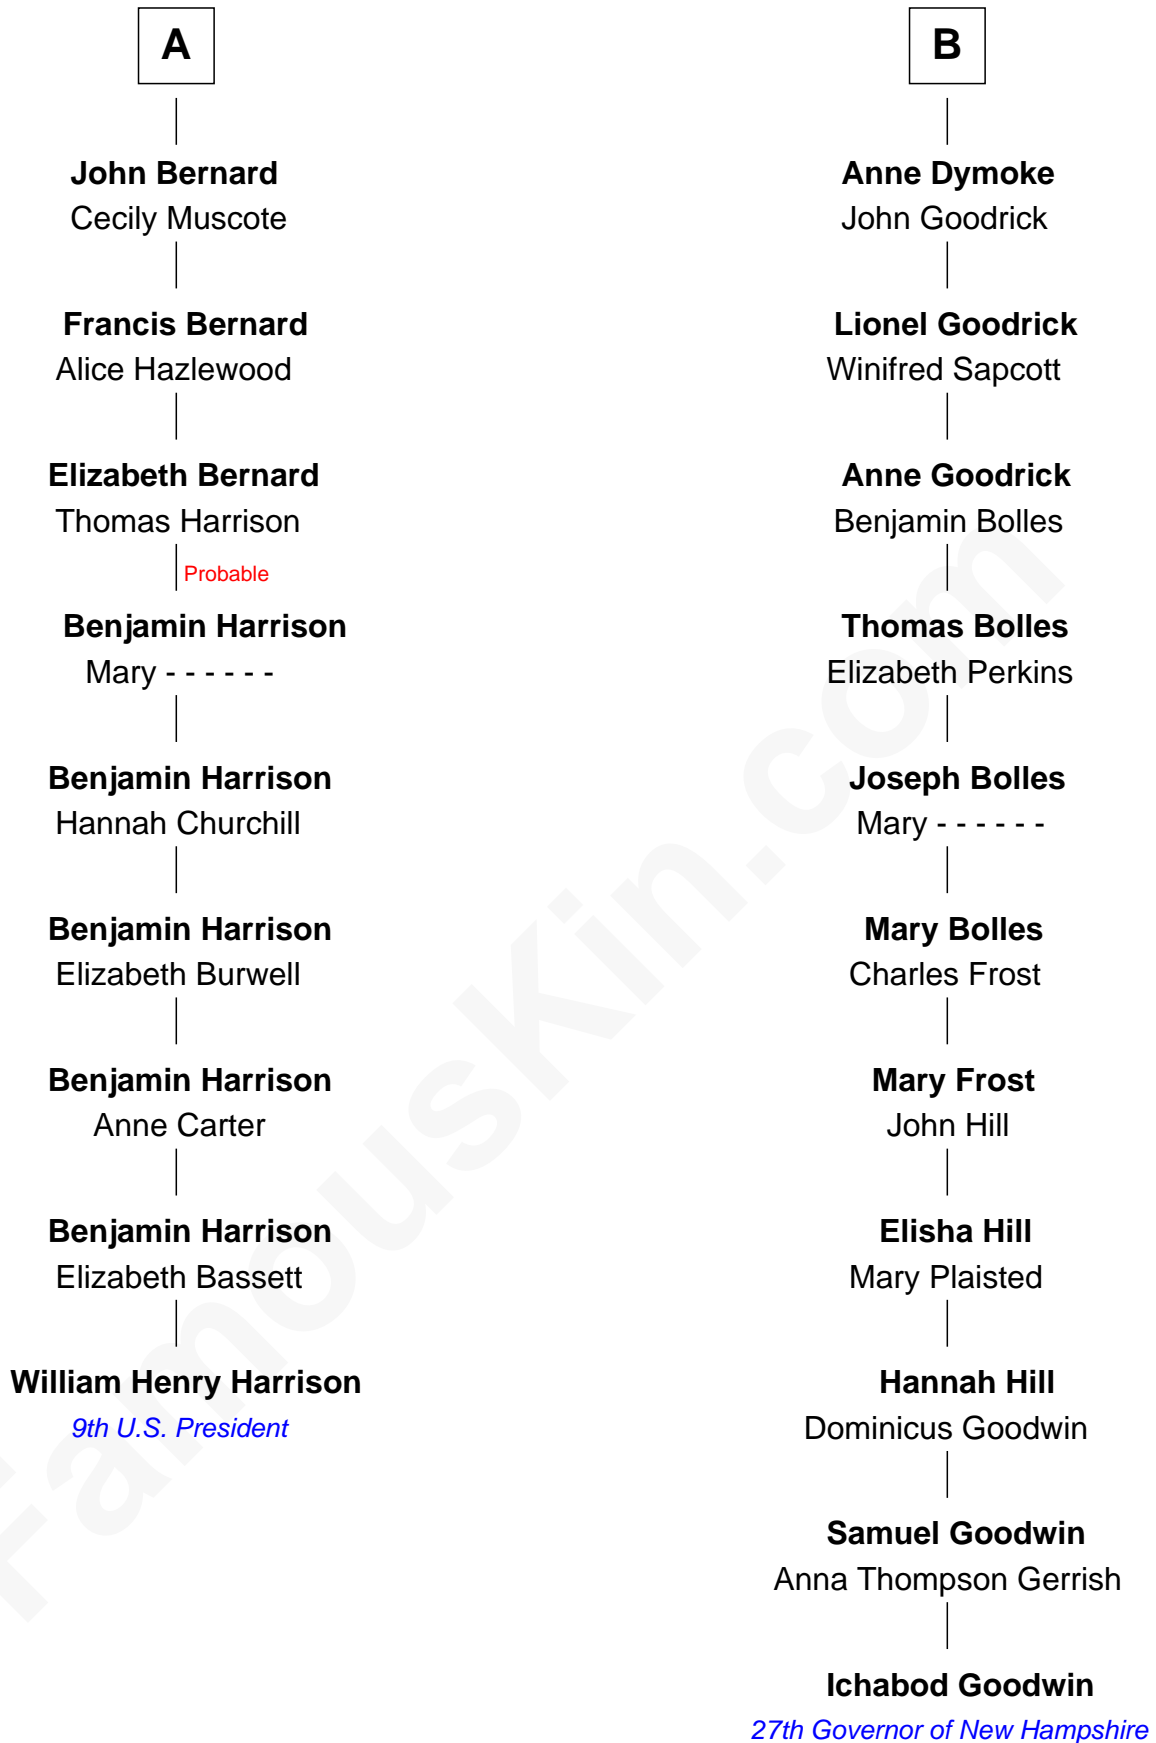 A
John Bernard
Cecily Muscote
Francis Bernard
Alice Hazlewood
Elizabeth Bernard
Thomas Harrison
Probable
Benjamin Harrison
Mary - - - - - -
Benjamin Harrison
Hannah Churchill
Benjamin Harrison
Elizabeth Burwell
Benjamin Harrison
Anne Carter
Benjamin Harrison
Elizabeth Bassett
William Henry Harrison
9th U.S. President
B
Anne Dymoke
John Goodrick
Lionel Goodrick
Winifred Sapcott
Anne Goodrick
Benjamin Bolles
Thomas Bolles
Elizabeth Perkins
Joseph Bolles
Mary - - - - - -
Mary Bolles
Charles Frost
Mary Frost
John Hill
Elisha Hill
Mary Plaisted
Hannah Hill
Dominicus Goodwin
Samuel Goodwin
Anna Thompson Gerrish
Ichabod Goodwin
27th Governor of New Hampshire
FamousKin.com